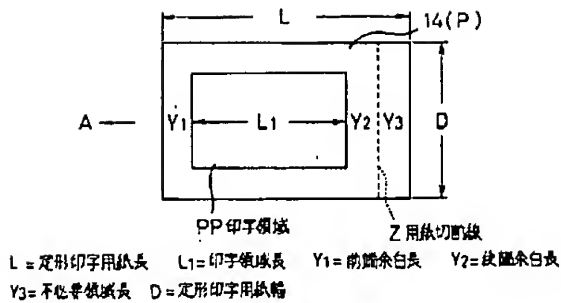 L
14(P)
A Y1 L1 Y2 Y3 D
PP印字領域
Z 用紙切断線
L = 定形印字用紙長 L1 = 印字領域長 Y1 = 前端余白長 Y2 = 後端余白長
Y3 = 不必要領域長 D = 定形印字用紙幅